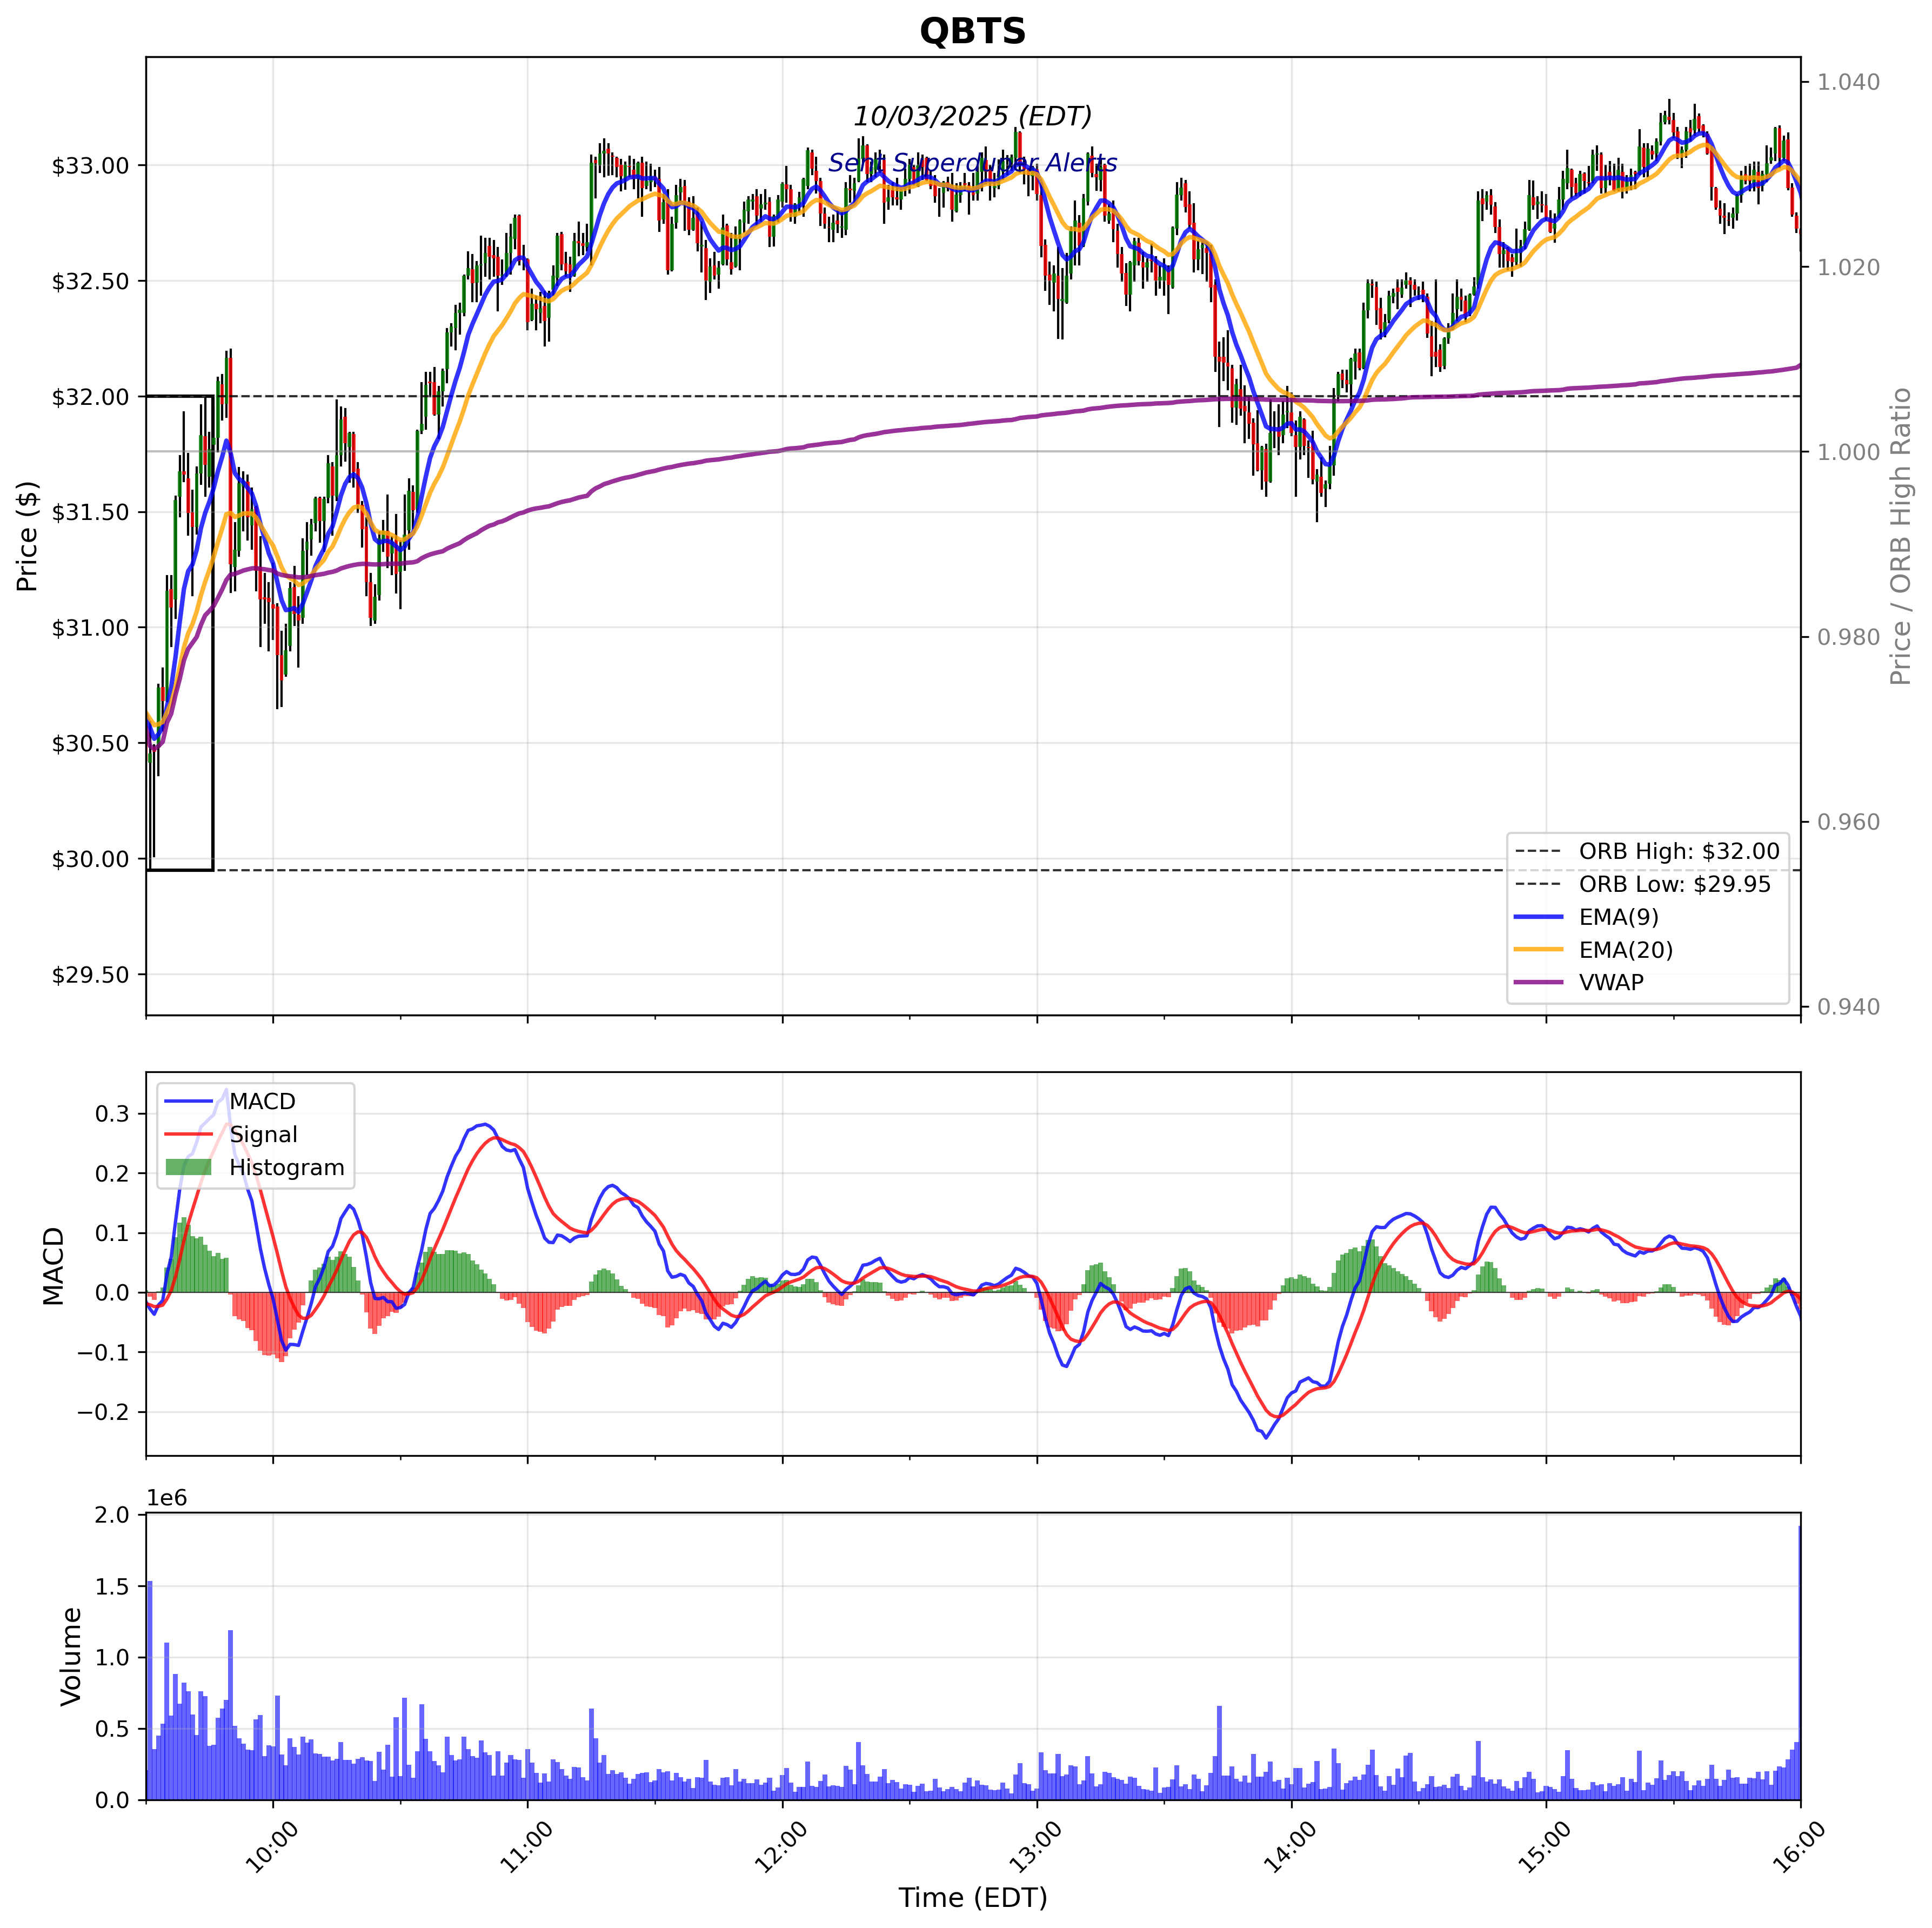 QBTS
10/03/2025 (EDT)
Sent Superduper Alerts
Price ($)
$33.00
$32.50
$32.00
$31.50
$31.00
$30.50
$30.00
$29.50
1.040
1.020
1.000
0.980
0.960
0.940
Price / ORB High Ratio
ORB High: $32.00
ORB Low: $29.95
EMA(9)
EMA(20)
VWAP
MACD
0.3
0.2
0.1
0.0
−0.1
−0.2
MACD
Signal
Histogram
1e6
Volume
2.0
1.5
1.0
0.5
0.0
10:00
11:00
12:00
13:00
14:00
15:00
16:00
Time (EDT)